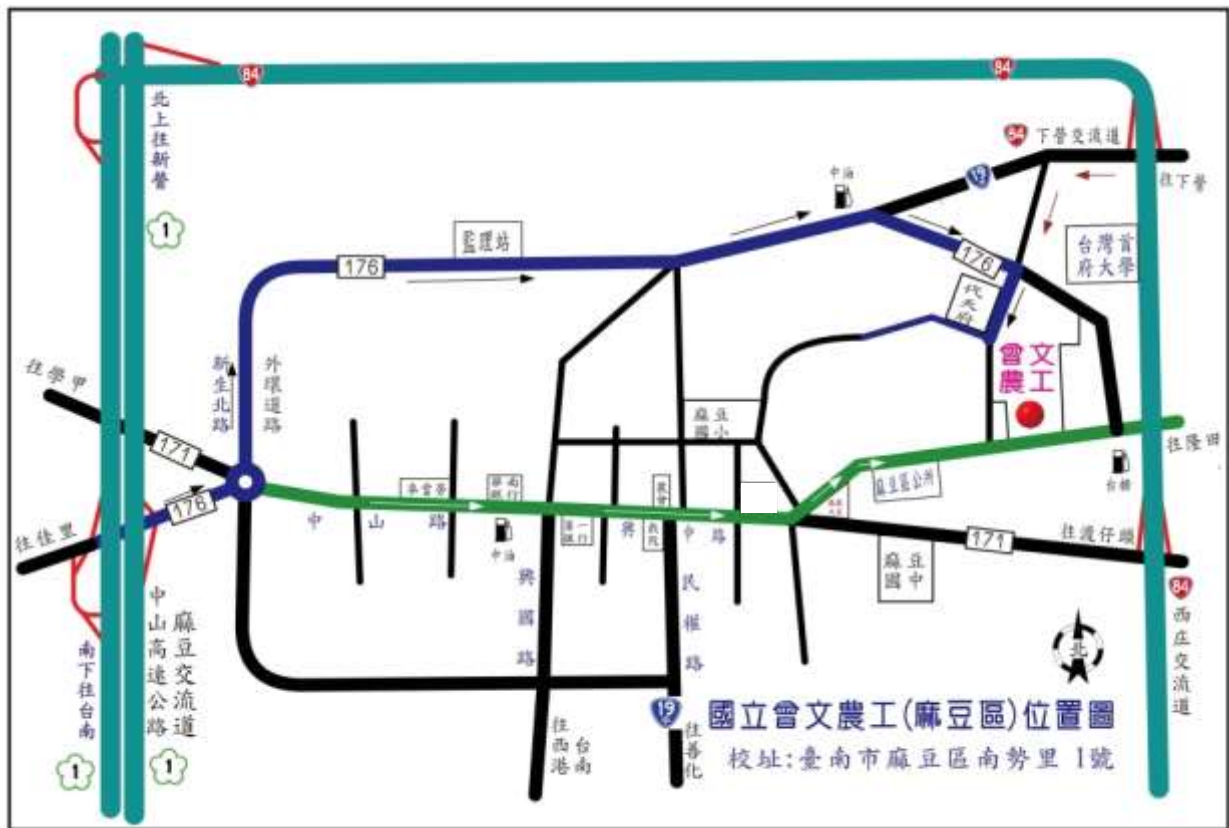 84
84
北上往新營
1
84 下營交流道
中油
19
往下營
監理站
176
176
台灣首
府大學
代天府
新生北路
外環道路
往學甲
171
曾文
農工
麻豆
國小
往隆田
176
往佳里
中山路
華南
銀行
中油
第一
銀行
農會
興中路
麻豆區公所
台糖
171
往渡仔頭
麻豆
國中
84
西庄交流道
興國路
民權路
北
中山高速公路
麻豆交流道
南下往台南
1
1
19
往西港
台南
往善化
國立曾文農工(麻豆區)位置圖
校址:臺南市麻豆區南勢里 1號